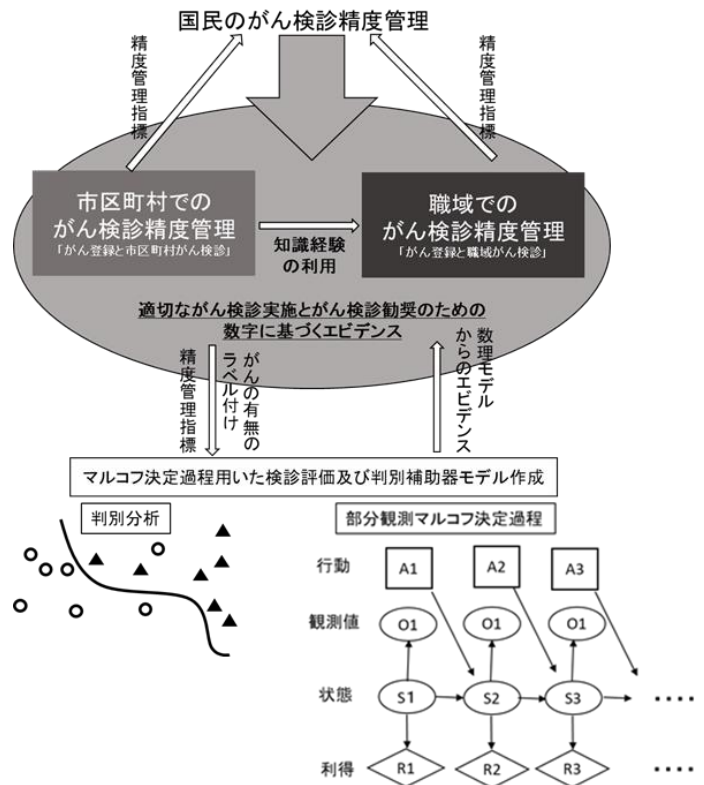 国民のがん検診精度管理
精度管理指標
精度管理指標
市区町村での
がん検診精度管理
「がん登録と市区町村がん検診」
知識経験
の利用
職域での
がん検診精度管理
「がん登録と職域がん検診」
適切ながん検診実施とがん検診勧奨のための
数字に基づくエビデンス
がんの有無の
ラベル付け
精度管理指標
数理モデル
からのエビデンス
マルコフ決定過程用いた検診評価及び判別補助器モデル作成
判別分析
部分観測マルコフ決定過程
行動 A1 A2 A3
観測値 O1 O1 O1
状態 S1 S2 S3 ････
利得 R1 R2 R3 ････